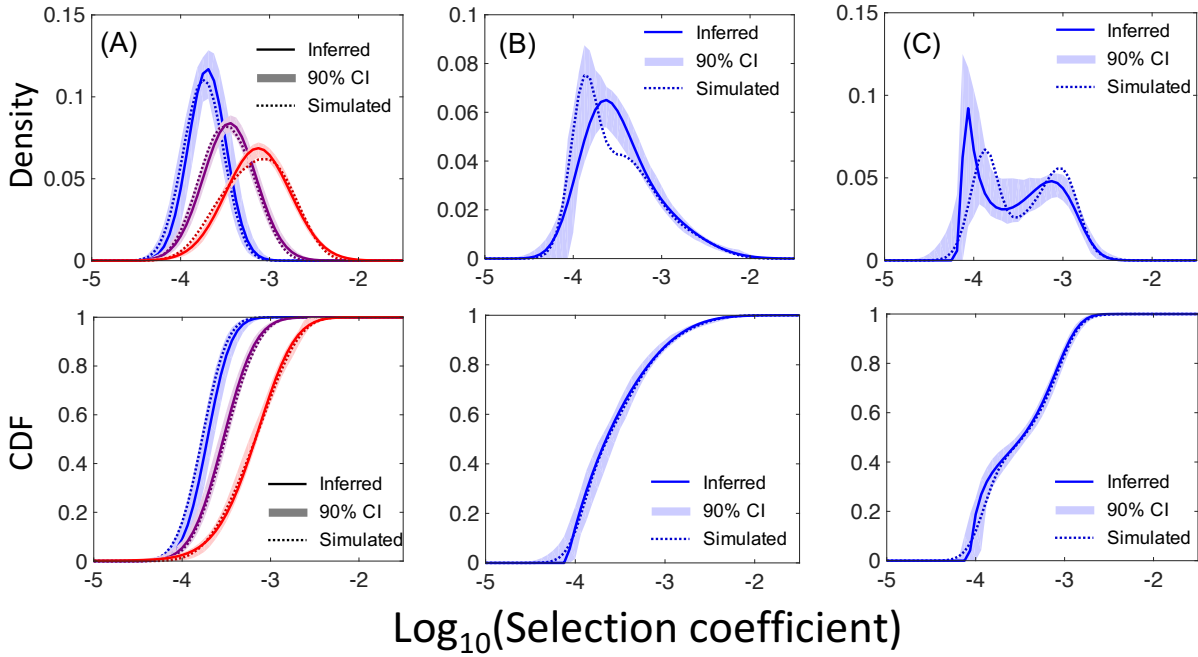 (A)
Density
0.15
0.1
0.05
0
-5
-4
-3
-2
Inferred
90% CI
Simulated
(B)
0.1
0.08
0.06
0.04
0.02
0
-5
-4
-3
-2
Inferred
90% CI
Simulated
(C)
0.15
0.1
0.05
0
-5
-4
-3
-2
Inferred
90% CI
Simulated
CDF
1
0.8
0.6
0.4
0.2
0
-5
-4
-3
-2
Inferred
90% CI
Simulated
1
0.8
0.6
0.4
0.2
0
-5
-4
-3
-2
Inferred
90% CI
Simulated
1
0.8
0.6
0.4
0.2
0
-5
-4
-3
-2
Inferred
90% CI
Simulated
Log10(Selection coefficient)